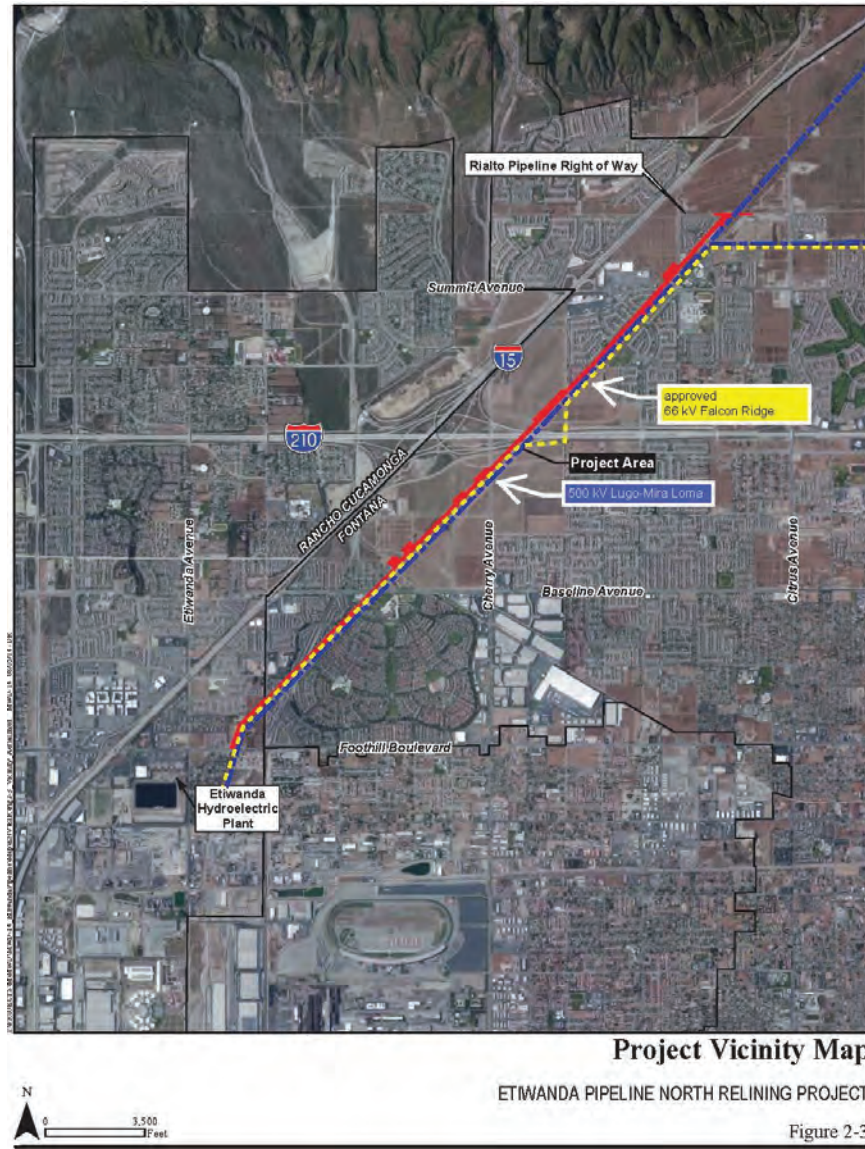 Rialto Pipeline Right of Way
Summit Avenue
15
approved
66 kV Falcon Ridge
210
Project Area
500 kV Lugo-Mira Loma
RANCHO CUCAMONGA
FONTANA
Etiwanda Avenue
Cherry Avenue
Baseline Avenue
Citrus Avenue
Foothill Boulevard
Etiwanda
Hydroelectric
Plant
Project Vicinity Map
ETIWANDA PIPELINE NORTH RELINING PROJECT
N
0 3,500
Feet
Figure 2-3